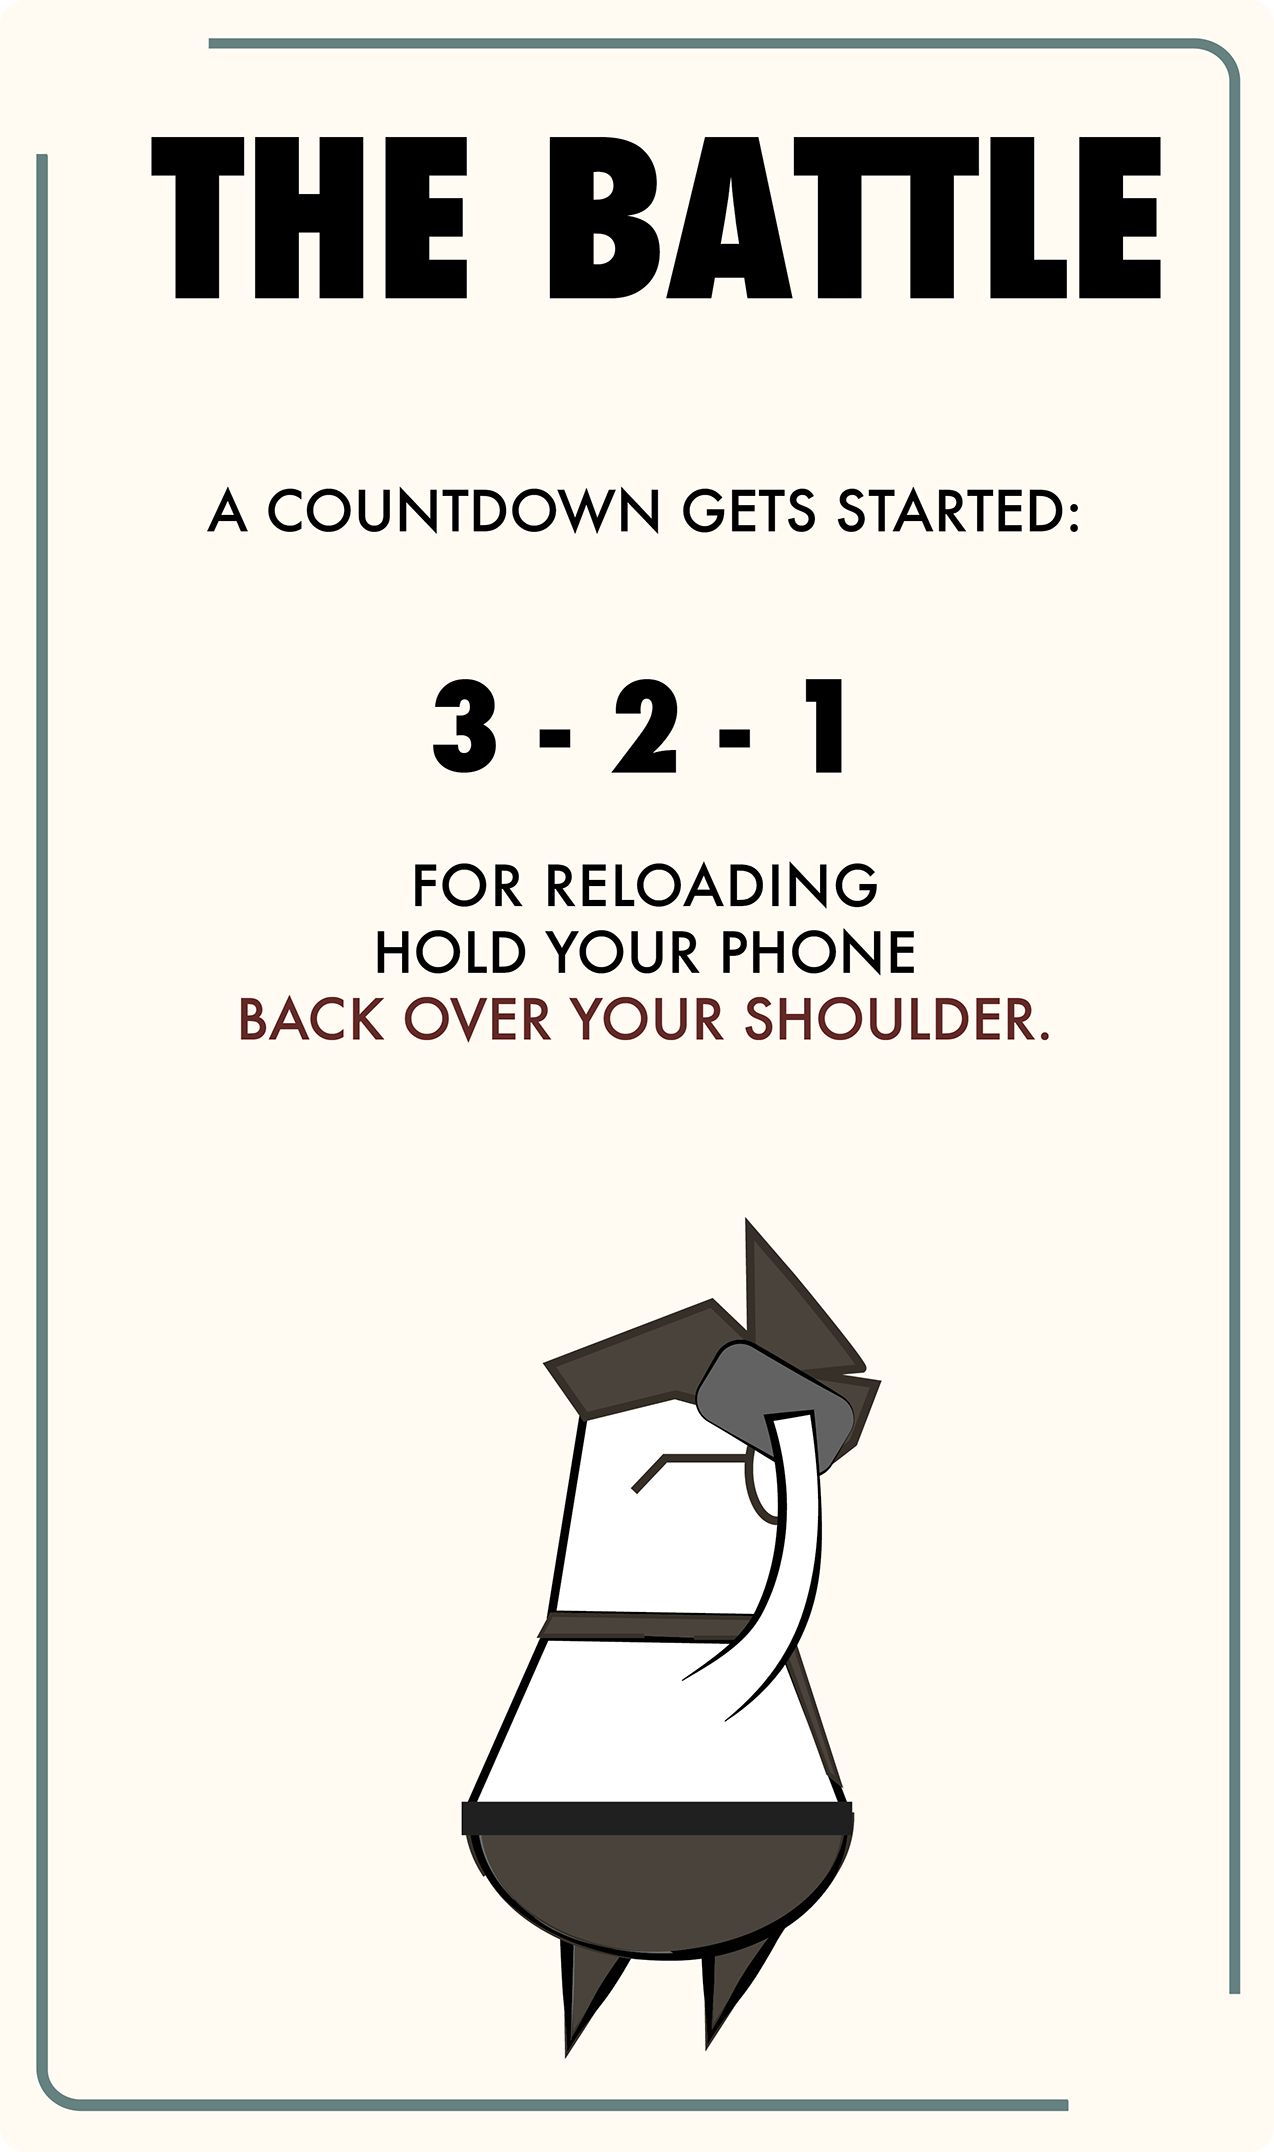 THE BATTLE
A COUNTDOWN GETS STARTED:
3 - 2 - 1
FOR RELOADING
HOLD YOUR PHONE
BACK OVER YOUR SHOULDER.